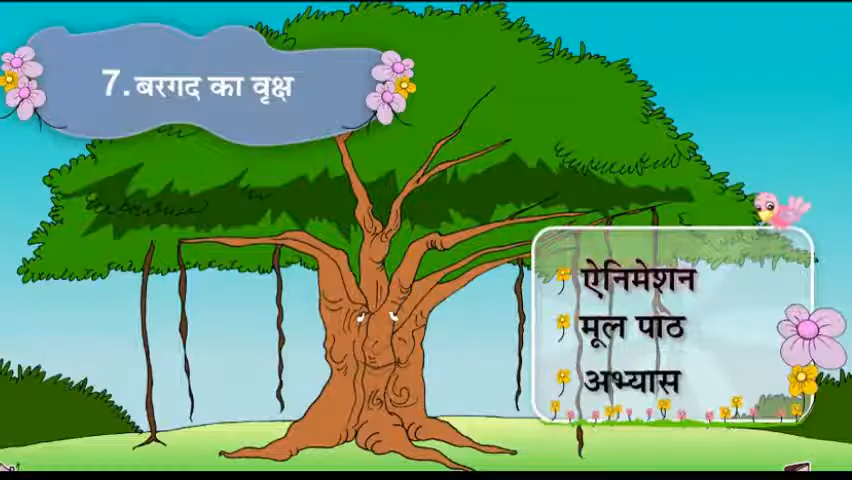 7. बरगद का वृक्ष
ऐनिमेशन
मूल पाठ
अभ्यास